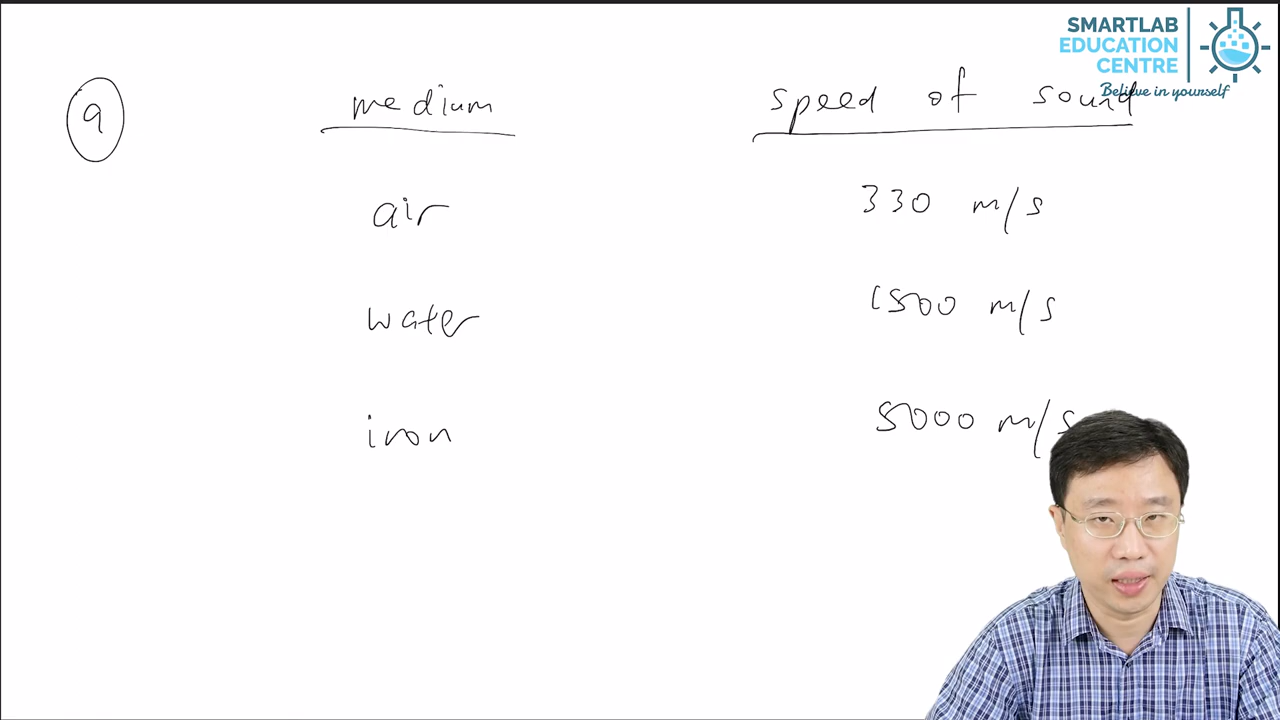 SMARTLAB
EDUCATION
CENTRE
Believe in yourself
9 medium speed of sound
air 330 m/s
water 1500 m/s
iron 5000 m/s